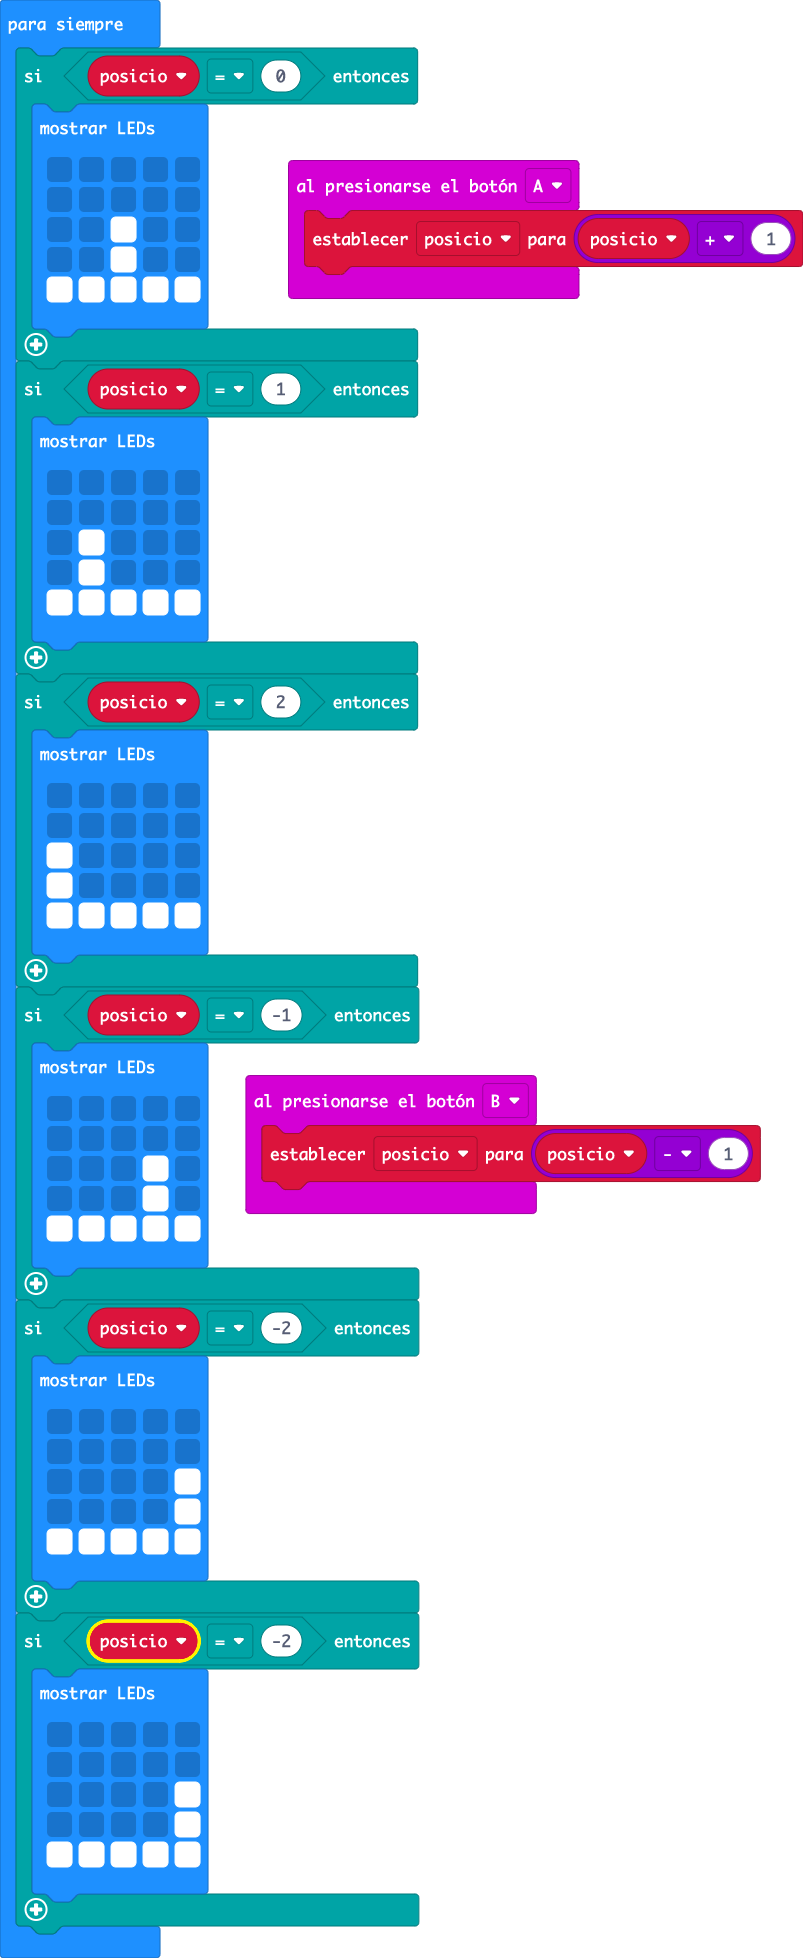 para siempre
si posicio = 0 entonces
mostrar LEDs
al presionarse el botón A
establecer posicio para posicio + 1
si posicio = 1 entonces
mostrar LEDs
si posicio = 2 entonces
mostrar LEDs
si posicio = -1 entonces
mostrar LEDs
al presionarse el botón B
establecer posicio para posicio - 1
si posicio = -2 entonces
mostrar LEDs
si posicio = -2 entonces
mostrar LEDs